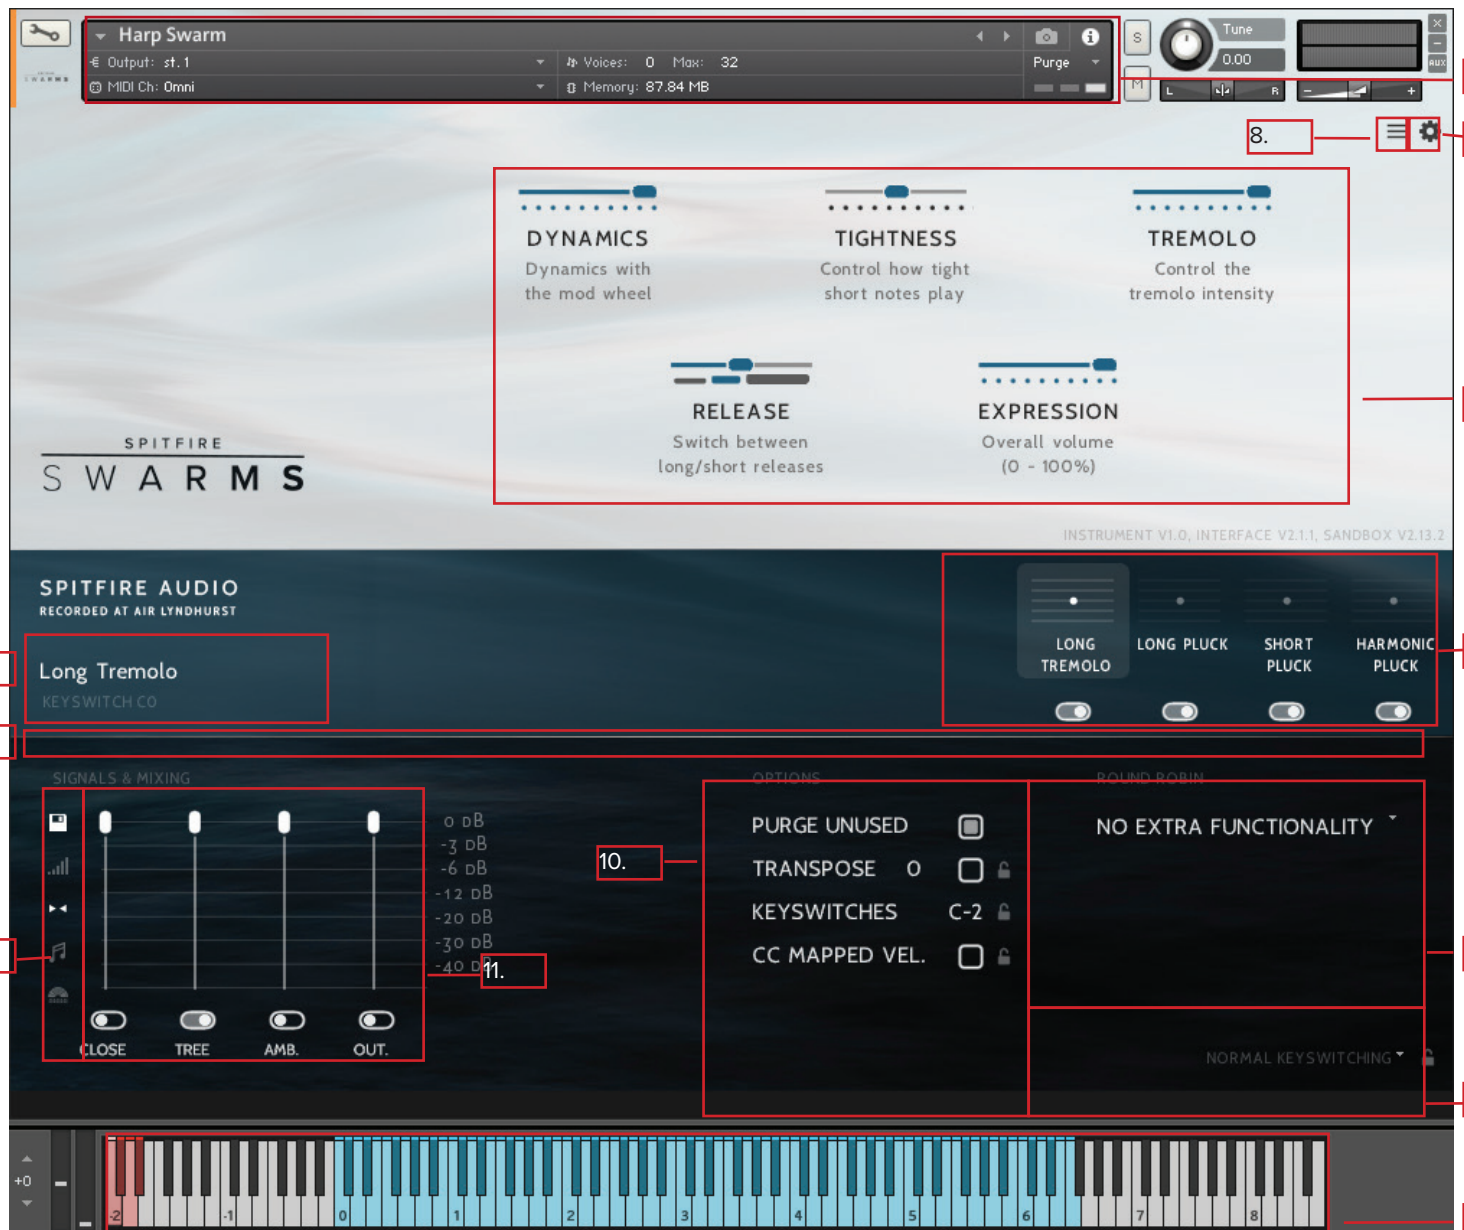 Harp Swarm
Output: st. 1
Voices: 0 Max: 32
Purge
MIDI Ch: Omni
Memory: 87.84 MB
S
M
Tune
0.00
L R
- +
AUX
SWARMS
8.
DYNAMICS
Dynamics with
the mod wheel
TIGHTNESS
Control how tight
short notes play
TREMOLO
Control the
tremolo intensity
RELEASE
Switch between
long/short releases
EXPRESSION
Overall volume
(0 - 100%)
SPITFIRE
SWARMS
INSTRUMENT V1.0, INTERFACE V2.1.1, SANDBOX V2.13.2
SPITFIRE AUDIO
RECORDED AT AIR LYNDHURST
Long Tremolo
KEYSWITCH C0
LONG
TREMOLO
LONG PLUCK
SHORT
PLUCK
HARMONIC
PLUCK
SIGNALS & MIXING
0 DB
-3 DB
-6 DB
-12 DB
-20 DB
-30 DB
-40 DB
11.
CLOSE
TREE
AMB.
OUT.
10.
OPTIONS
PURGE UNUSED
TRANSPOSE 0
KEYSWITCHES C-2
CC MAPPED VEL.
ROUND ROBIN
NO EXTRA FUNCTIONALITY
NORMAL KEYSWITCHING
+0
-2 -1 0 1 2 3 4 5 6 7 8